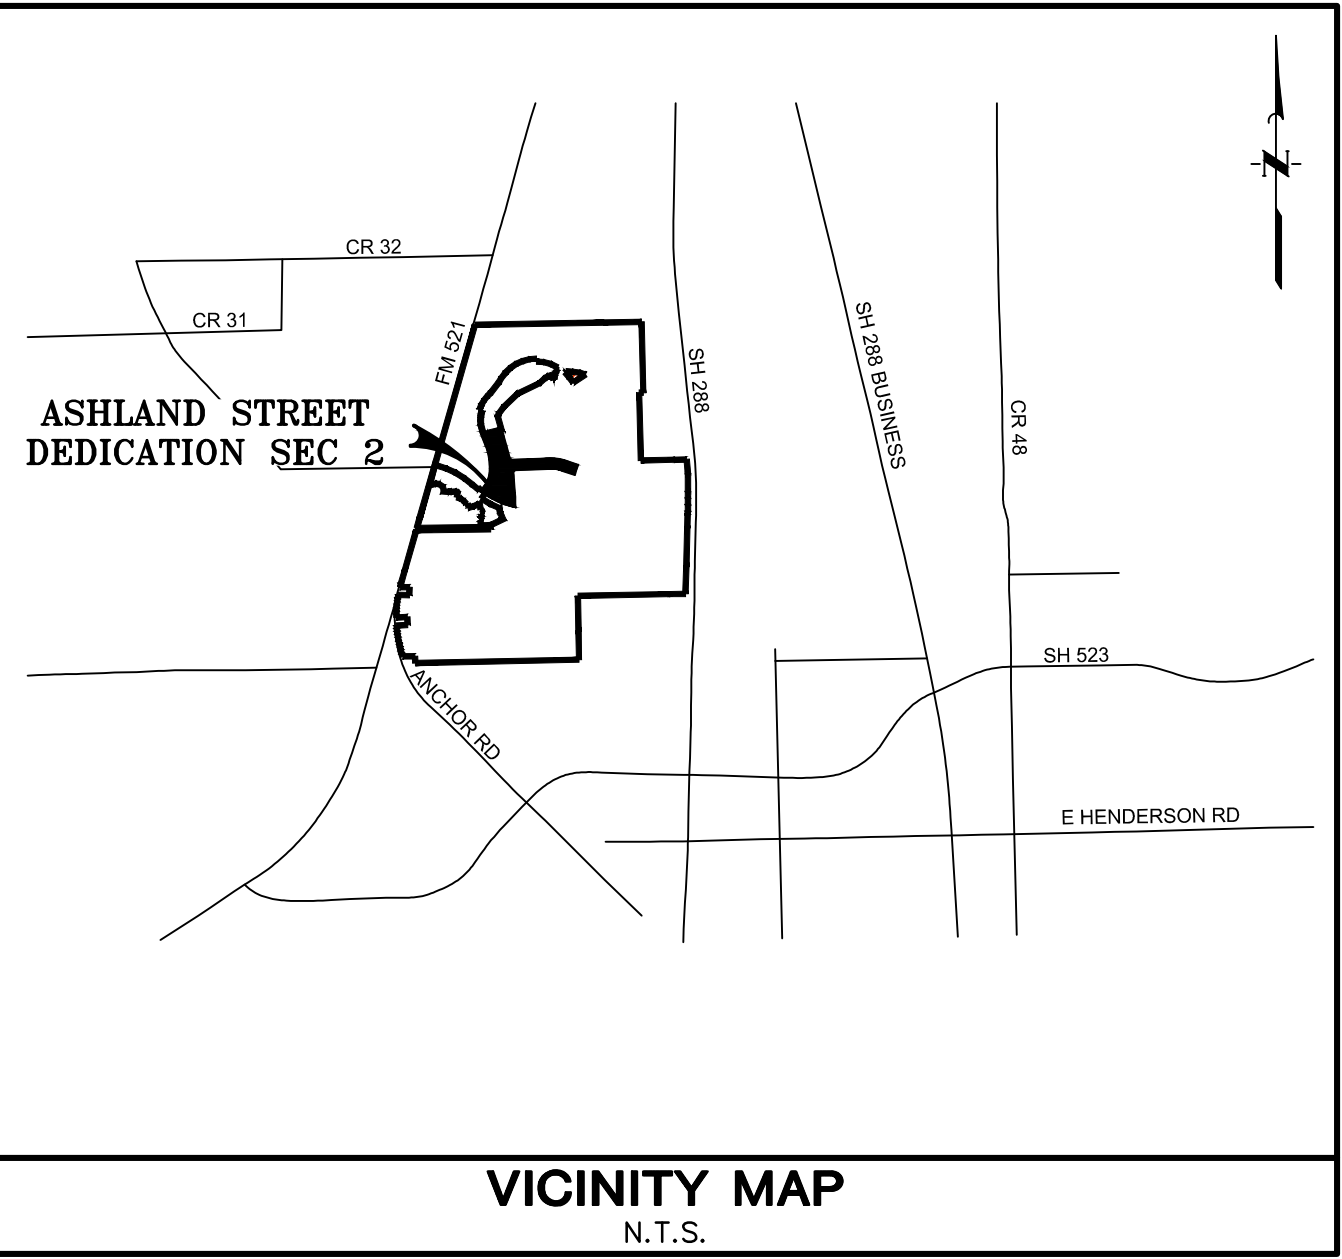 N
CR 32
CR 31
FM 521
SH 288
SH 288 BUSINESS
CR 48
ASHLAND STREET
DEDICATION SEC 2
SH 523
ANCHOR RD
E HENDERSON RD
VICINITY MAP
N.T.S.